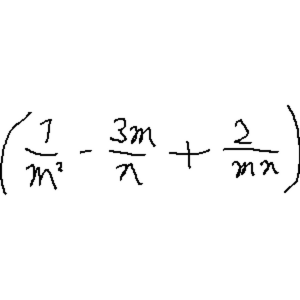 (1/m² - 3m/n + 2/mn)